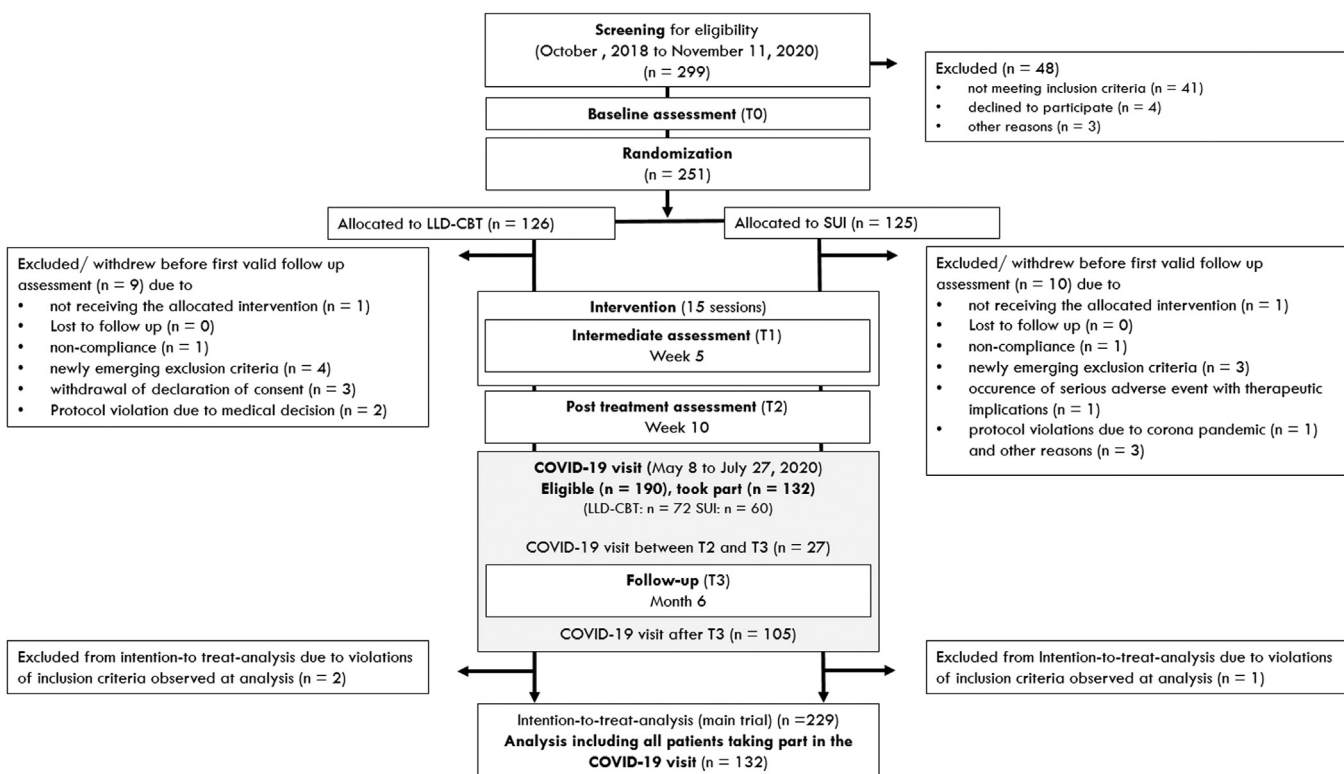 Screening for eligibility
(October , 2018 to November 11, 2020)
(n = 299)
Excluded (n = 48)
• not meeting inclusion criteria (n = 41)
• declined to participate (n = 4)
• other reasons (n = 3)
Baseline assessment (T0)
Randomization
(n = 251)
Allocated to LLD-CBT (n = 126)
Allocated to SUI (n = 125)
Excluded/ withdrew before first valid follow up
assessment (n = 9) due to
• not receiving the allocated intervention (n = 1)
• Lost to follow up (n = 0)
• non-compliance (n = 1)
• newly emerging exclusion criteria (n = 4)
• withdrawal of declaration of consent (n = 3)
• Protocol violation due to medical decision (n = 2)
Excluded/ withdrew before first valid follow up
assessment (n = 10) due to
• not receiving the allocated intervention (n = 1)
• Lost to follow up (n = 0)
• non-compliance (n = 1)
• newly emerging exclusion criteria (n = 3)
• occurence of serious adverse event with therapeutic
implications (n = 1)
• protocol violations due to corona pandemic (n = 1)
and other reasons (n = 3)
Intervention (15 sessions)
Intermediate assessment (T1)
Week 5
Post treatment assessment (T2)
Week 10
COVID-19 visit (May 8 to July 27, 2020)
Eligible (n = 190), took part (n = 132)
(LLD-CBT: n = 72 SUI: n = 60)
COVID-19 visit between T2 and T3 (n = 27)
Follow-up (T3)
Month 6
COVID-19 visit after T3 (n = 105)
Excluded from intention-to treat-analysis due to violations
of inclusion criteria observed at analysis (n = 2)
Excluded from Intention-to-treat-analysis due to violations
of inclusion criteria observed at analysis (n = 1)
Intention-to-treat-analysis (main trial) (n =229)
Analysis including all patients taking part in the
COVID-19 visit (n = 132)